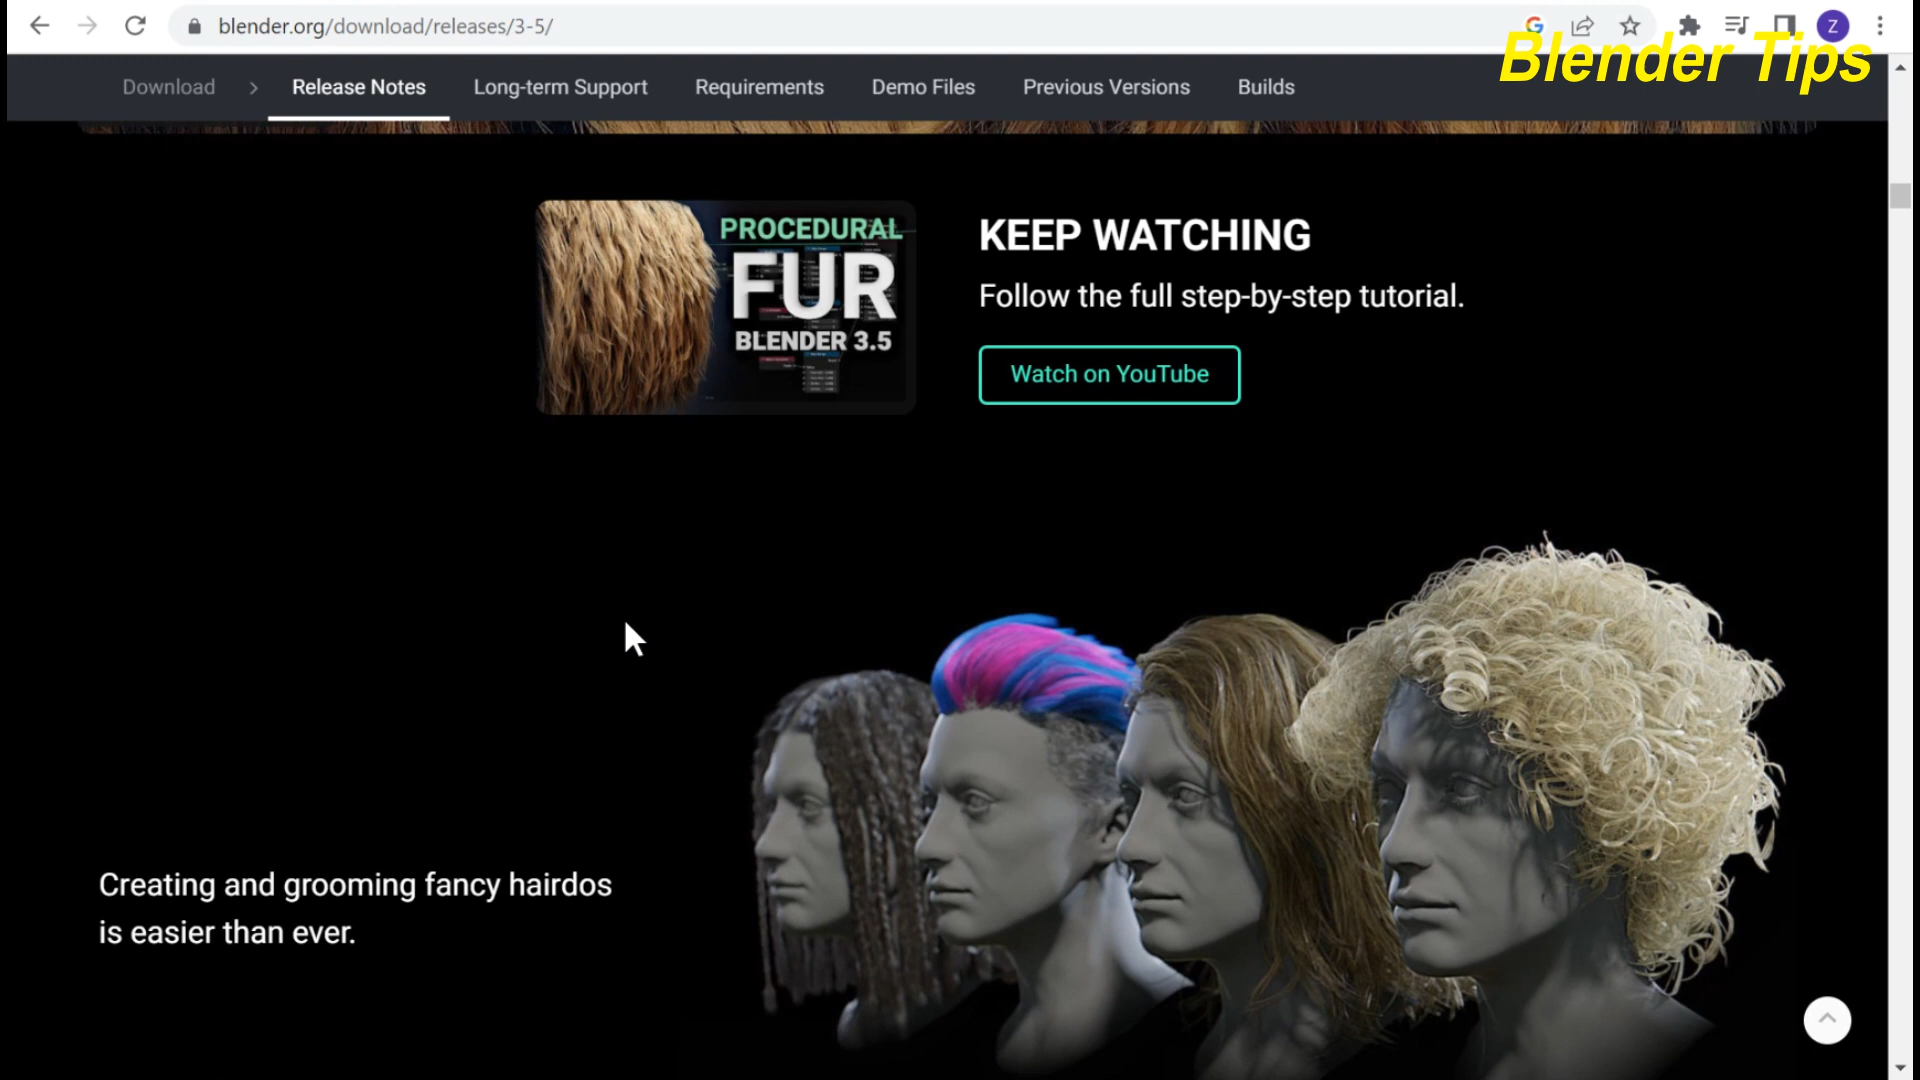 blender.org/download/releases/3-5/
Z
Blender Tips
Download > Release Notes Long-term Support Requirements Demo Files Previous Versions Builds
PROCEDURAL
FUR
BLENDER 3.5
KEEP WATCHING
Follow the full step-by-step tutorial.
Watch on YouTube
Creating and grooming fancy hairdos
is easier than ever.